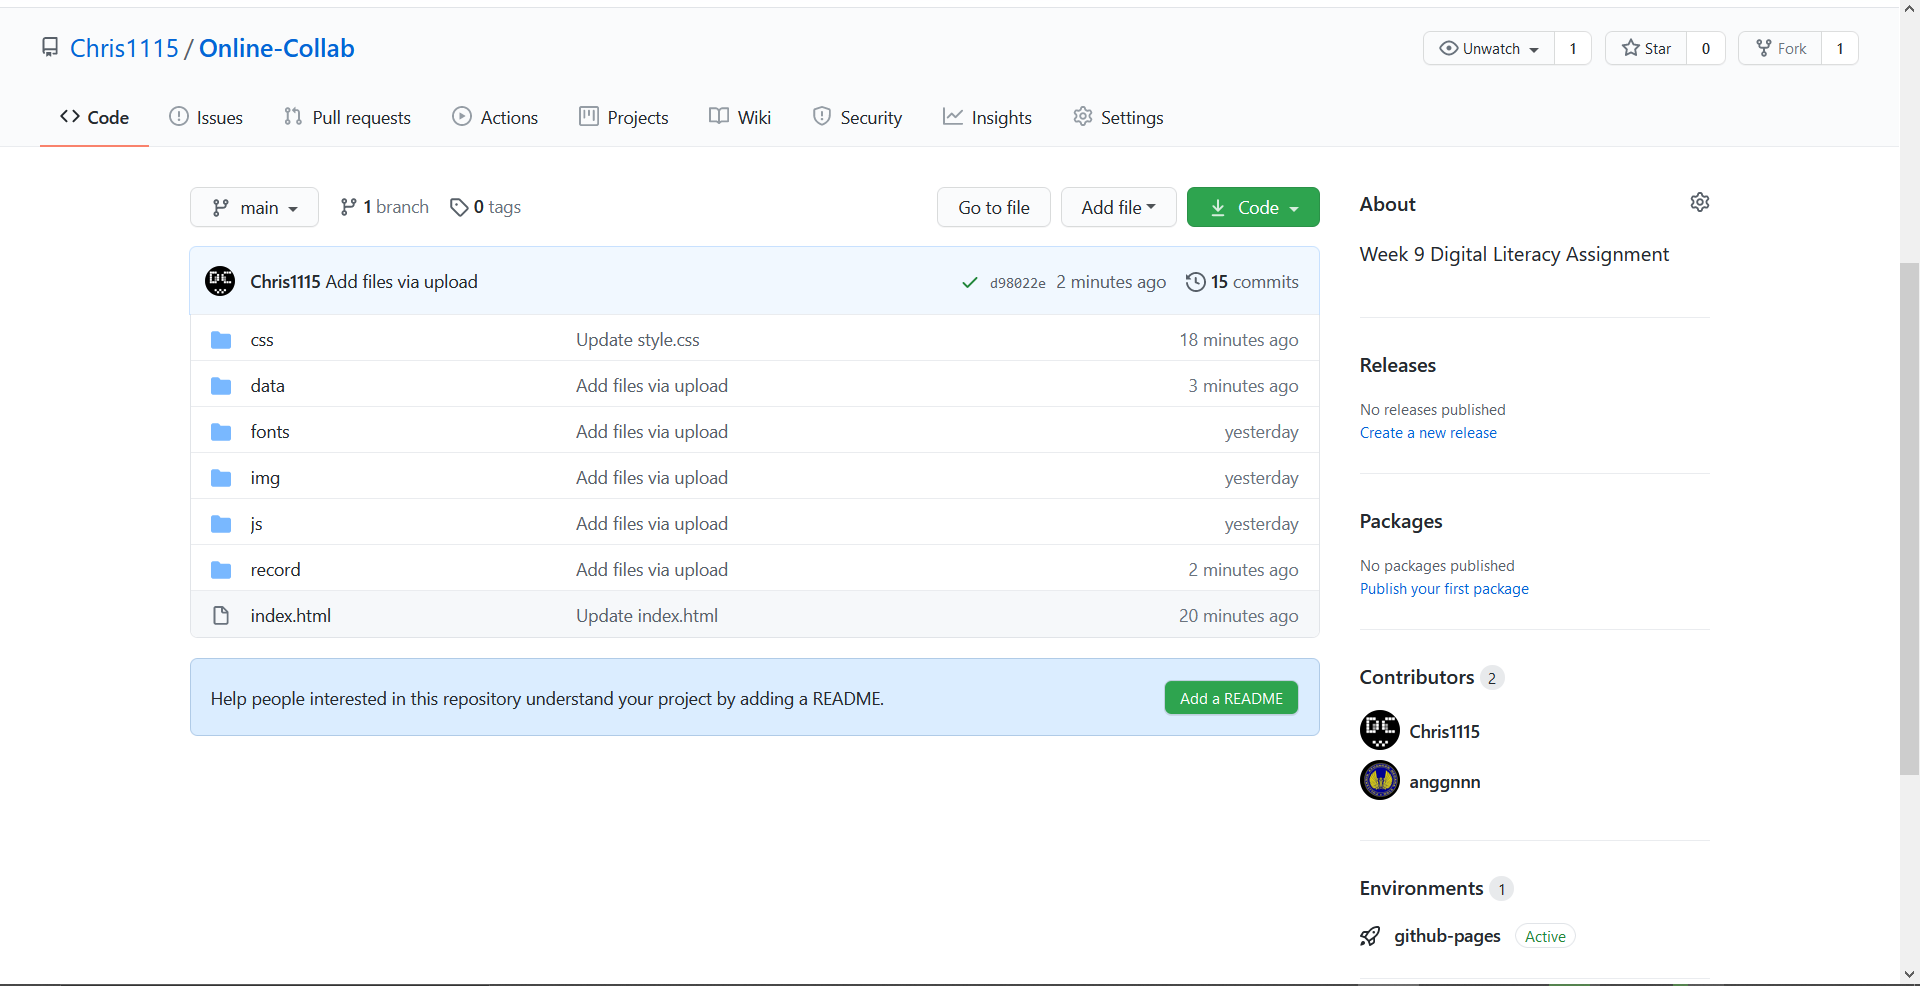 Chris1115 / Online-Collab
Unwatch 1
Star 0
Fork 1
Code
Issues
Pull requests
Actions
Projects
Wiki
Security
Insights
Settings
main
1 branch
0 tags
Go to file
Add file
Code
Chris1115 Add files via upload
d98022e 2 minutes ago
15 commits
css Update style.css 18 minutes ago
data Add files via upload 3 minutes ago
fonts Add files via upload yesterday
img Add files via upload yesterday
js Add files via upload yesterday
record Add files via upload 2 minutes ago
index.html Update index.html 20 minutes ago
Help people interested in this repository understand your project by adding a README.
Add a README
About
Week 9 Digital Literacy Assignment
Releases
No releases published
Create a new release
Packages
No packages published
Publish your first package
Contributors 2
Chris1115
anggnnn
Environments 1
github-pages Active